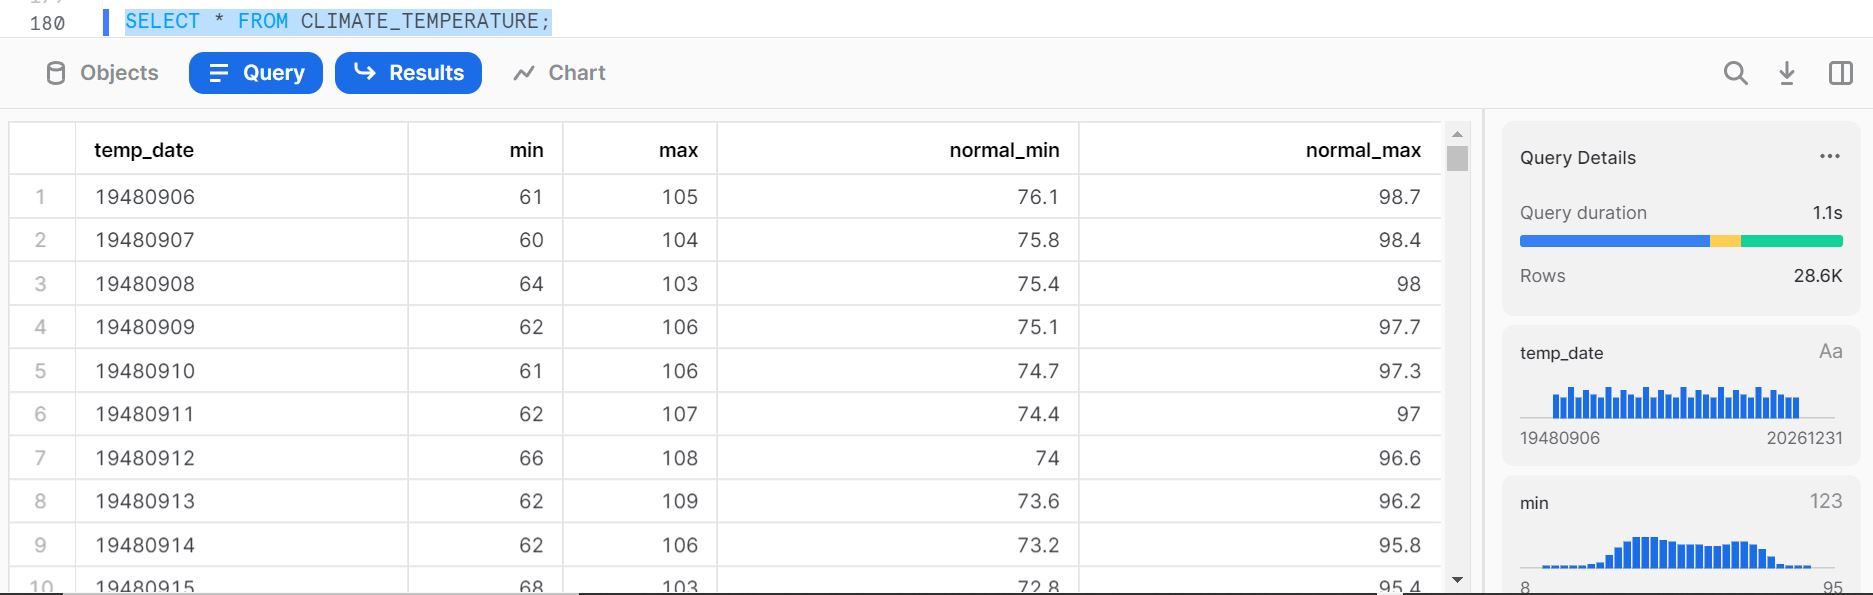 180 SELECT * FROM CLIMATE_TEMPERATURE;
Objects Query Results Chart
temp_date min max normal_min normal_max
1 19480906 61 105 76.1 98.7
2 19480907 60 104 75.8 98.4
3 19480908 64 103 75.4 98
4 19480909 62 106 75.1 97.7
5 19480910 61 106 74.7 97.3
6 19480911 62 107 74.4 97
7 19480912 66 108 74 96.6
8 19480913 62 109 73.6 96.2
9 19480914 62 106 73.2 95.8
10 19480915 68 103 72.8 95.4
Query Details ...
Query duration 1.1s
Rows 28.6K
temp_date Aa
19480906 20261231
min 123
8 95